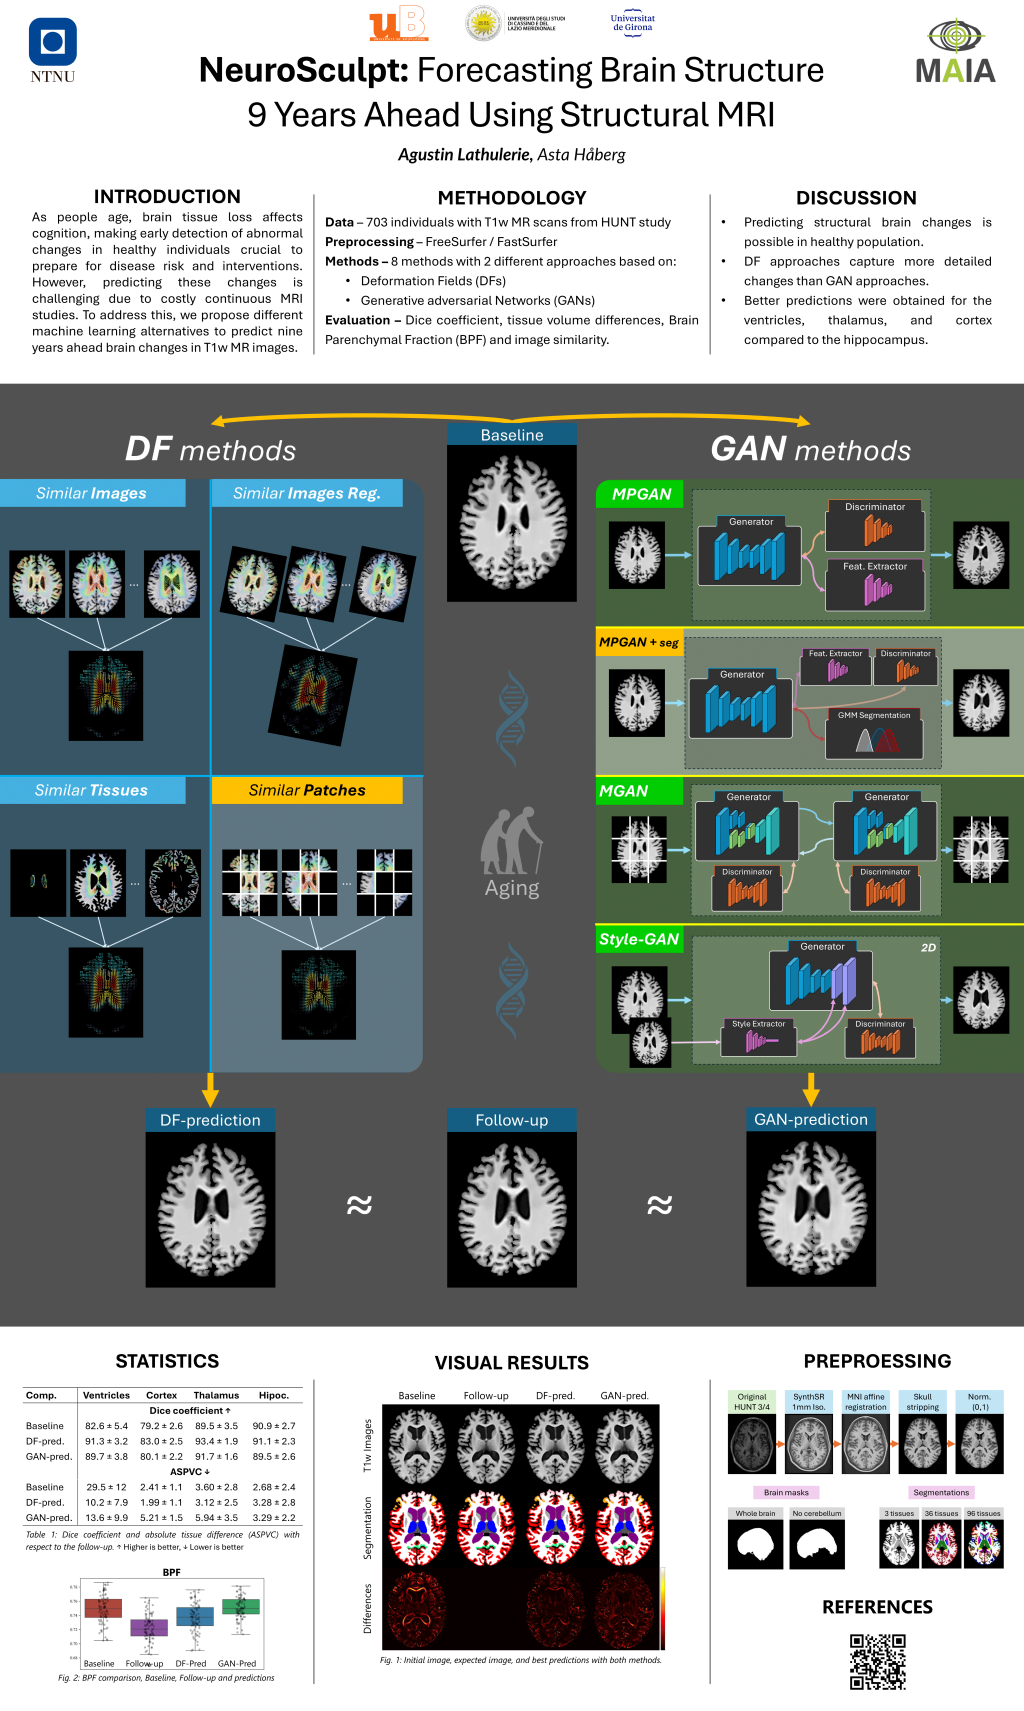 uB
UNIVERSITÀ DEGLI STUDI
DI CASSINO E DEL
LAZIO MERIDIONALE
Universitat
de Girona
NTNU
MAIA
NeuroSculpt: Forecasting Brain Structure
9 Years Ahead Using Structural MRI
Agustin Lathulerie, Asta Håberg
INTRODUCTION
As people age, brain tissue loss affects
cognition, making early detection of abnormal
changes in healthy individuals crucial to
prepare for disease risk and interventions.
However, predicting these changes is
challenging due to costly continuous MRI
studies. To address this, we propose different
machine learning alternatives to predict nine
years ahead brain changes in T1w MR images.
METHODOLOGY
Data – 703 individuals with T1w MR scans from HUNT study
Preprocessing – FreeSurfer / FastSurfer
Methods – 8 methods with 2 different approaches based on:
• Deformation Fields (DFs)
• Generative adversarial Networks (GANs)
Evaluation – Dice coefficient, tissue volume differences, Brain
Parenchymal Fraction (BPF) and image similarity.
DISCUSSION
• Predicting structural brain changes is
possible in healthy population.
• DF approaches capture more detailed
changes than GAN approaches.
• Better predictions were obtained for the
ventricles, thalamus, and cortex
compared to the hippocampus.
DF methods
Baseline
GAN methods
Similar Images
Similar Images Reg.
...
...
Similar Tissues
Similar Patches
...
...
Aging
MPGAN
Generator
Discriminator
Feat. Extractor
MPGAN + seg
Generator
Feat. Extractor
Discriminator
GMM Segmentation
MGAN
Generator
Generator
Discriminator
Discriminator
Style-GAN
Generator
2D
Style Extractor
Discriminator
DF-prediction
Follow-up
GAN-prediction
≈
≈
STATISTICS
Comp. Ventricles Cortex Thalamus Hipoc.
Dice coefficient ↑
Baseline 82.6 ± 5.4 79.2 ± 2.6 89.5 ± 3.5 90.9 ± 2.7
DF-pred. 91.3 ± 3.2 83.0 ± 2.5 93.4 ± 1.9 91.1 ± 2.3
GAN-pred. 89.7 ± 3.8 80.1 ± 2.2 91.7 ± 1.6 89.5 ± 2.6
ASPVC ↓
Baseline 29.5 ± 12 2.41 ± 1.1 3.60 ± 2.8 2.68 ± 2.4
DF-pred. 10.2 ± 7.9 1.99 ± 1.1 3.12 ± 2.5 3.28 ± 2.8
GAN-pred. 13.6 ± 9.9 5.21 ± 1.5 5.94 ± 3.5 3.29 ± 2.2
Table 1: Dice coefficient and absolute tissue difference (ASPVC) with
respect to the follow-up. ↑ Higher is better, ↓ Lower is better
BPF
0.76
0.74
0.72
0.70
0.68
Baseline Follow-up DF-Pred GAN-Pred
Fig. 2: BPF comparison, Baseline, Follow-up and predictions
VISUAL RESULTS
Baseline Follow-up DF-pred. GAN-pred.
T1w Images
Segmentation
Differences
Fig. 1: Initial image, expected image, and best predictions with both methods.
PREPROESSING
Original
HUNT 3/4
SynthSR
1mm Iso.
MNI affine
registration
Skull
stripping
Norm.
(0,1)
Brain masks
Segmentations
Whole brain
No cerebellum
3 tissues
36 tissues
96 tissues
REFERENCES